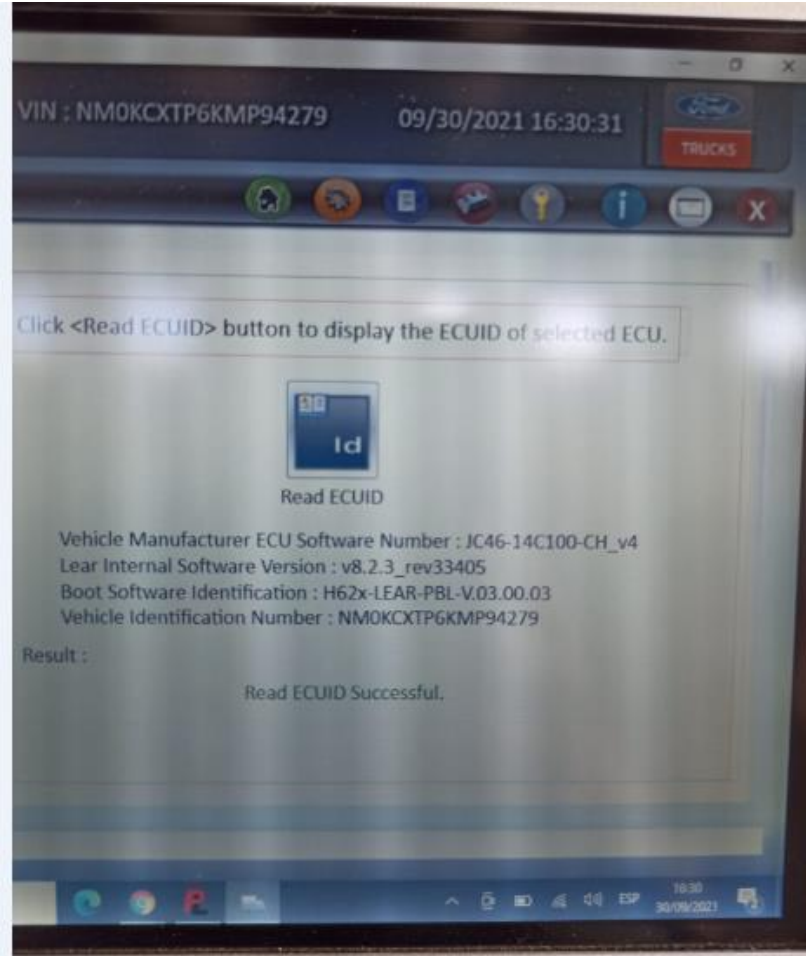 VIN : NM0KCXTP6KMP94279 09/30/2021 16:30:31
Ford
TRUCKS
i X
Click <Read ECUID> button to display the ECUID of selected ECU.
Id
Read ECUID
Vehicle Manufacturer ECU Software Number : JC46-14C100-CH_v4
Lear Internal Software Version : v8.2.3_rev33405
Boot Software Identification : H62x-LEAR-PBL-V.03.00.03
Vehicle Identification Number : NM0KCXTP6KMP94279
Result :
Read ECUID Successful.
ESP
16:30
30/09/2021